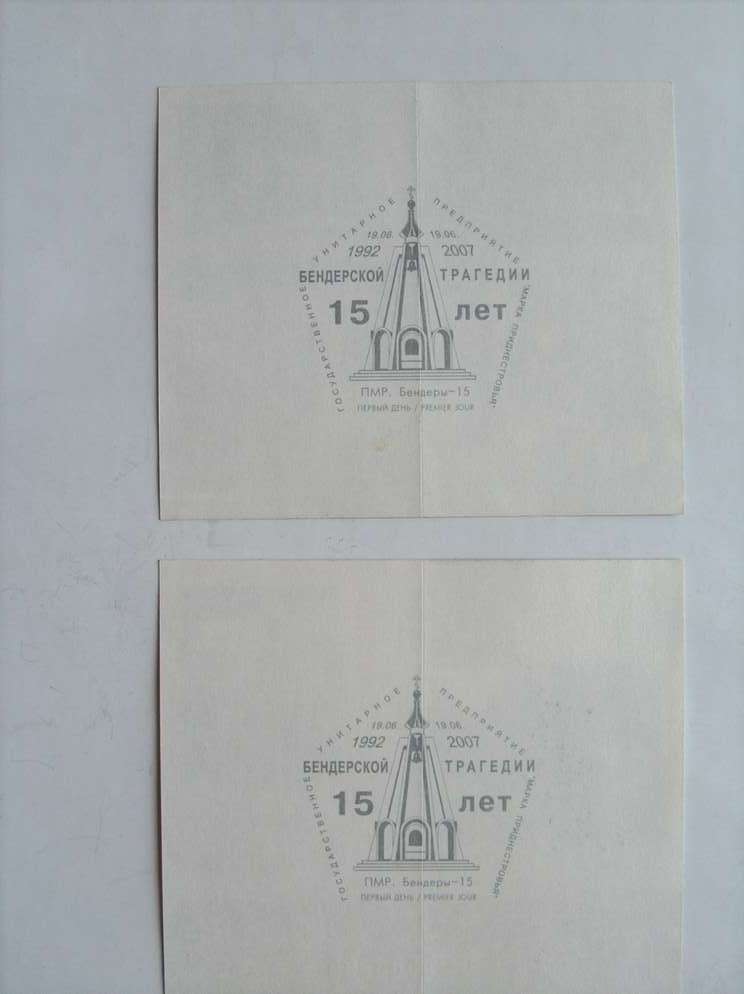 ГОСУДАРСТВЕННОЕ УНИТАРНОЕ ПРЕДПРИЯТИЕ "МАРКА ПРИДНЕСТРОВЬЯ"
19.06. 19.06.
1992 2007
БЕНДЕРСКОЙ ТРАГЕДИИ
15 лет
ПМР. Бендеры-15
ПЕРВЫЙ ДЕНЬ / PREMIER JOUR
ГОСУДАРСТВЕННОЕ УНИТАРНОЕ ПРЕДПРИЯТИЕ "МАРКА ПРИДНЕСТРОВЬЯ"
19.06. 19.06.
1992 2007
БЕНДЕРСКОЙ ТРАГЕДИИ
15 лет
ПМР. Бендеры-15
ПЕРВЫЙ ДЕНЬ / PREMIER JOUR